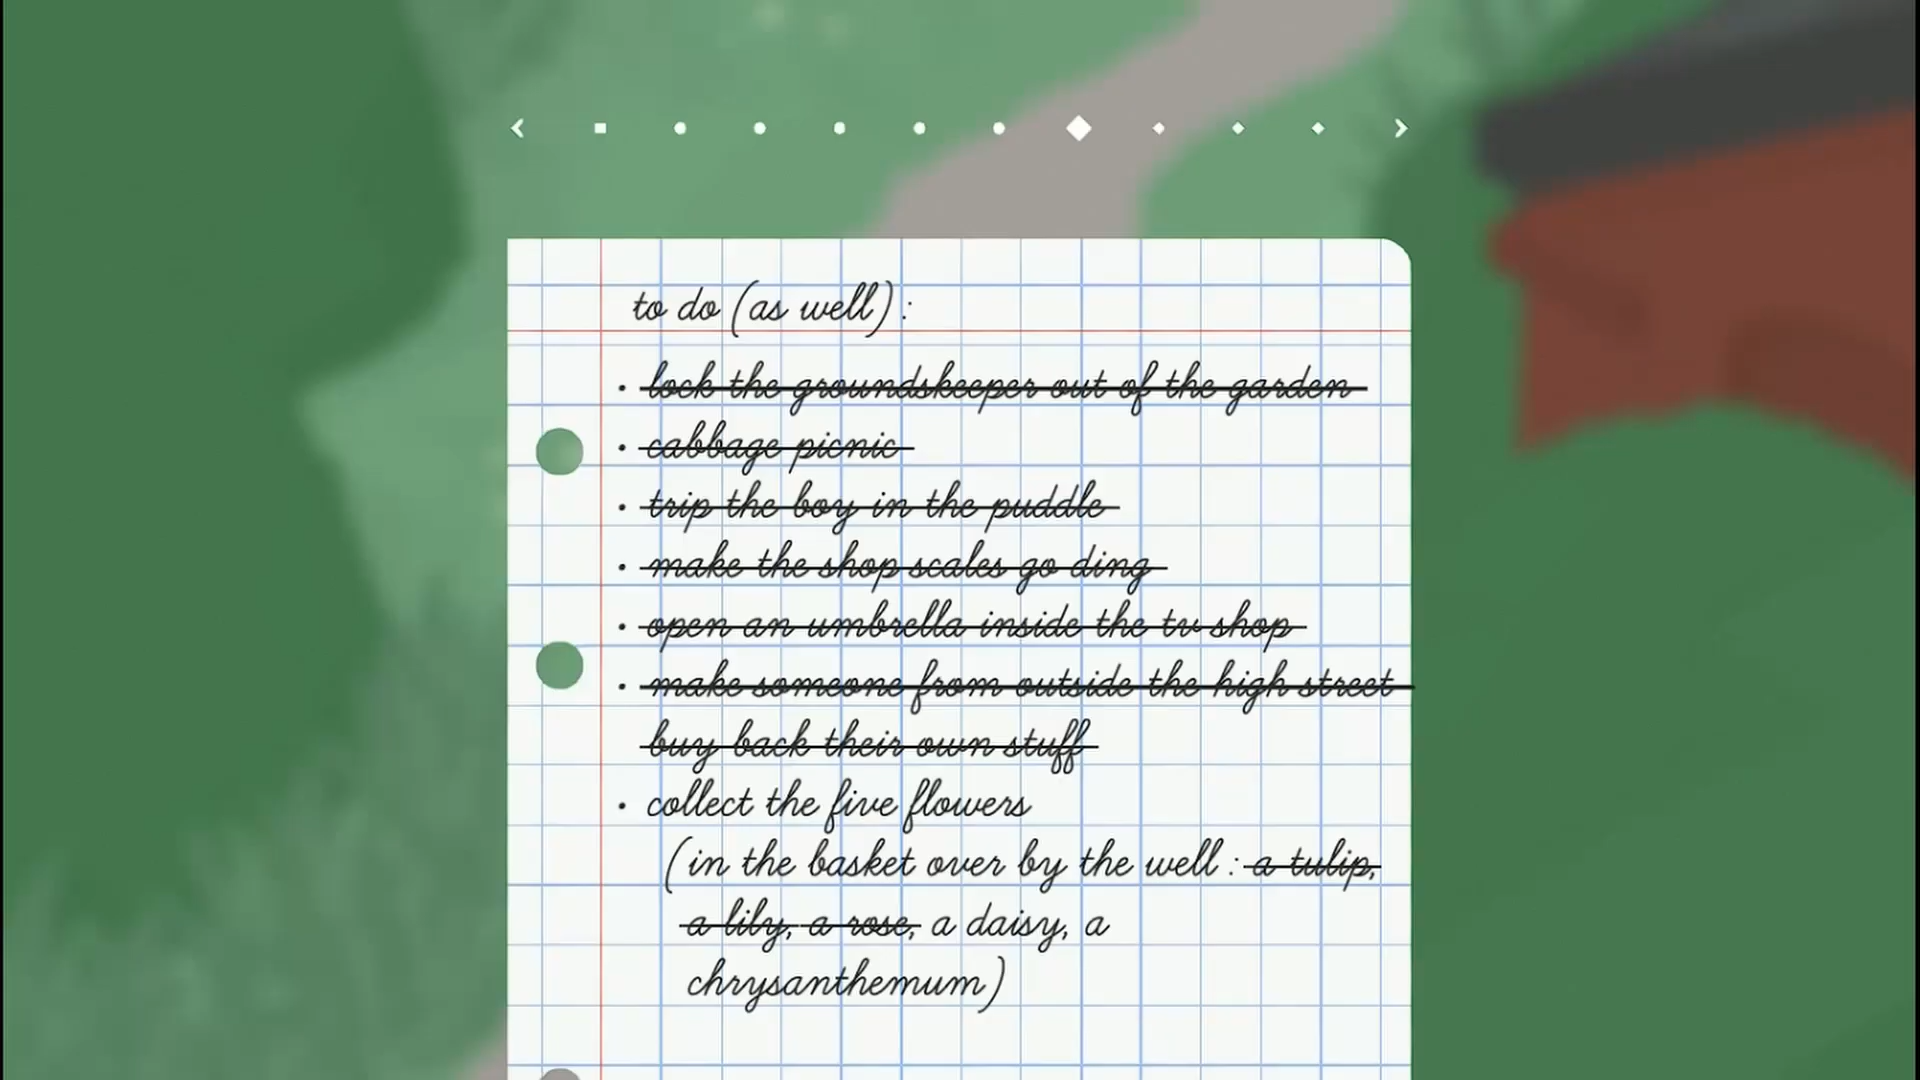 to do (as well):
• lock the groundskeeper out of the garden
• cabbage picnic
• trip the boy in the puddle
• make the shop scales go ding
• open an umbrella inside the tv shop
• make someone from outside the high street
buy back their own stuff
• collect the five flowers
(in the basket over by the well: a tulip,
a lily, a rose, a daisy, a
chrysanthemum)